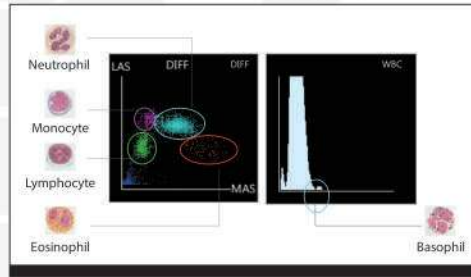 Neutrophil
Monocyte
Lymphocyte
Eosinophil
LAS
DIFF
DIFF
MAS
WBC
Basophil